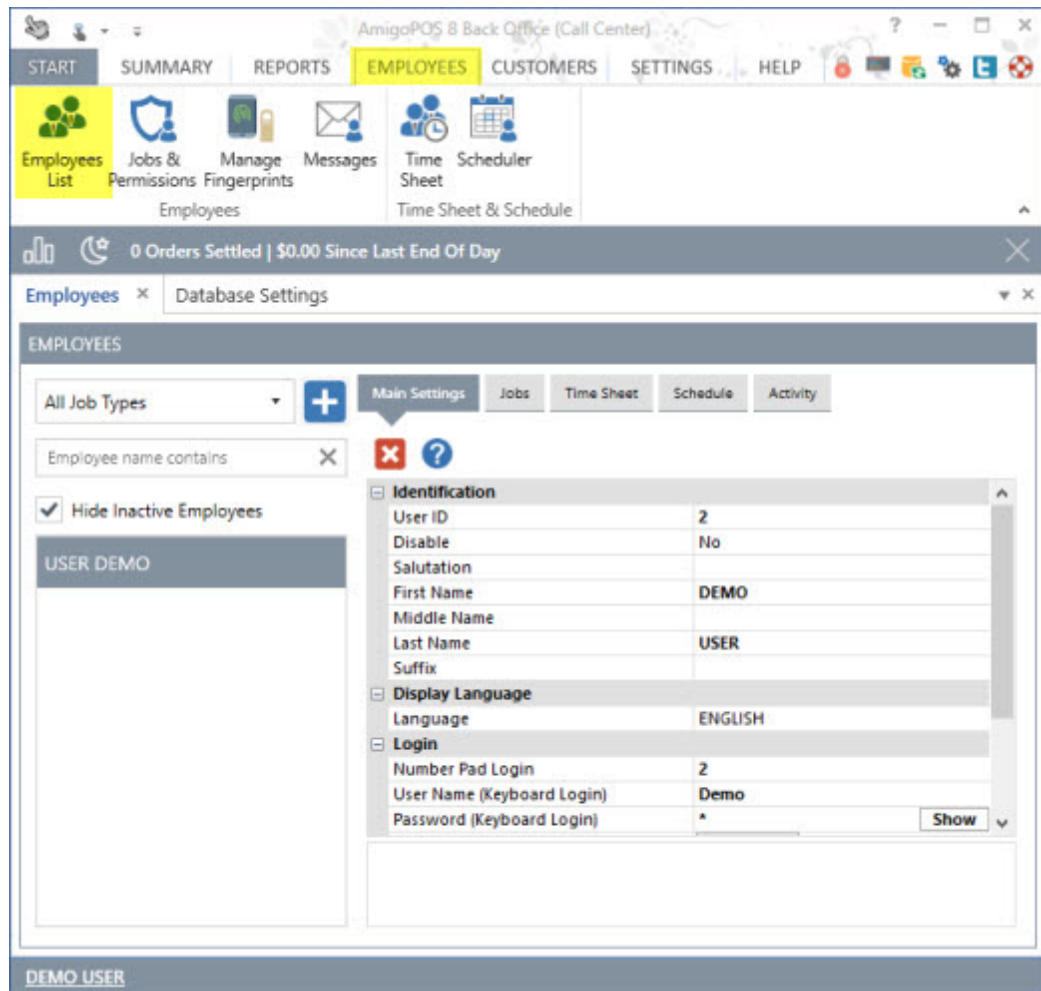 AmigoPOS 8 Back Office (Call Center)
START SUMMARY REPORTS EMPLOYEES CUSTOMERS SETTINGS HELP
Employees List
Jobs & Permissions
Manage Fingerprints
Messages
Time Sheet
Scheduler
Employees
Time Sheet & Schedule
0 Orders Settled | $0.00 Since Last End Of Day
Employees Database Settings
EMPLOYEES
All Job Types
Employee name contains
Hide Inactive Employees
USER DEMO
Main Settings Jobs Time Sheet Schedule Activity
Identification
User ID 2
Disable No
Salutation
First Name DEMO
Middle Name
Last Name USER
Suffix
Display Language
Language ENGLISH
Login
Number Pad Login 2
User Name (Keyboard Login) Demo
Password (Keyboard Login) * Show
DEMO USER